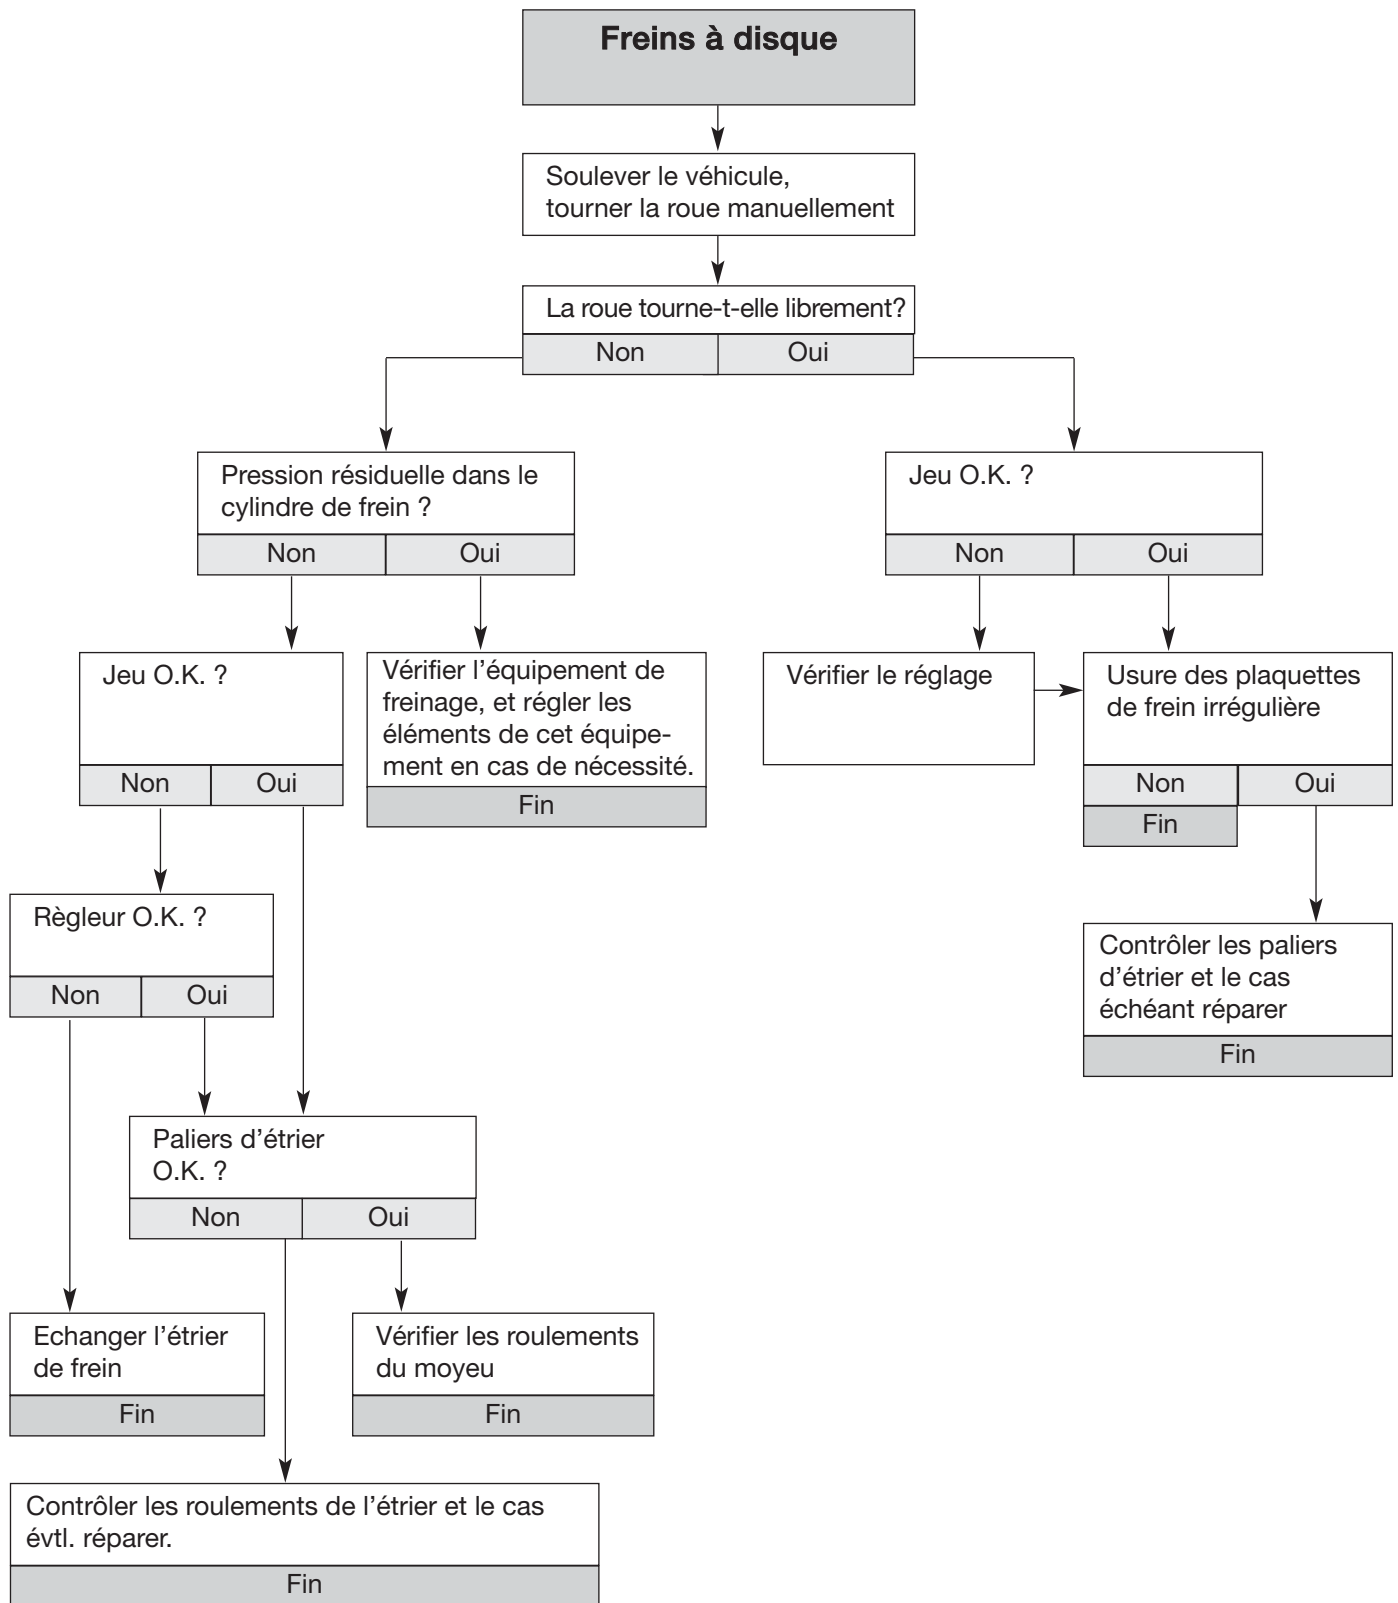 Freins à disque
Soulever le véhicule,
tourner la roue manuellement
La roue tourne-t-elle librement?
Non
Oui
Pression résiduelle dans le
cylindre de frein ?
Non
Oui
Jeu O.K. ?
Non
Oui
Jeu O.K. ?
Non
Oui
Vérifier l'équipement de
freinage, et régler les
éléments de cet équipe-
ment en cas de nécessité.
Fin
Vérifier le réglage
Usure des plaquettes
de frein irrégulière
Non
Oui
Fin
Règleur O.K. ?
Non
Oui
Contrôler les paliers
d'étrier et le cas
échéant réparer
Fin
Paliers d'étrier
O.K. ?
Non
Oui
Echanger l'étrier
de frein
Fin
Vérifier les roulements
du moyeu
Fin
Contrôler les roulements de l'étrier et le cas
évtl. réparer.
Fin